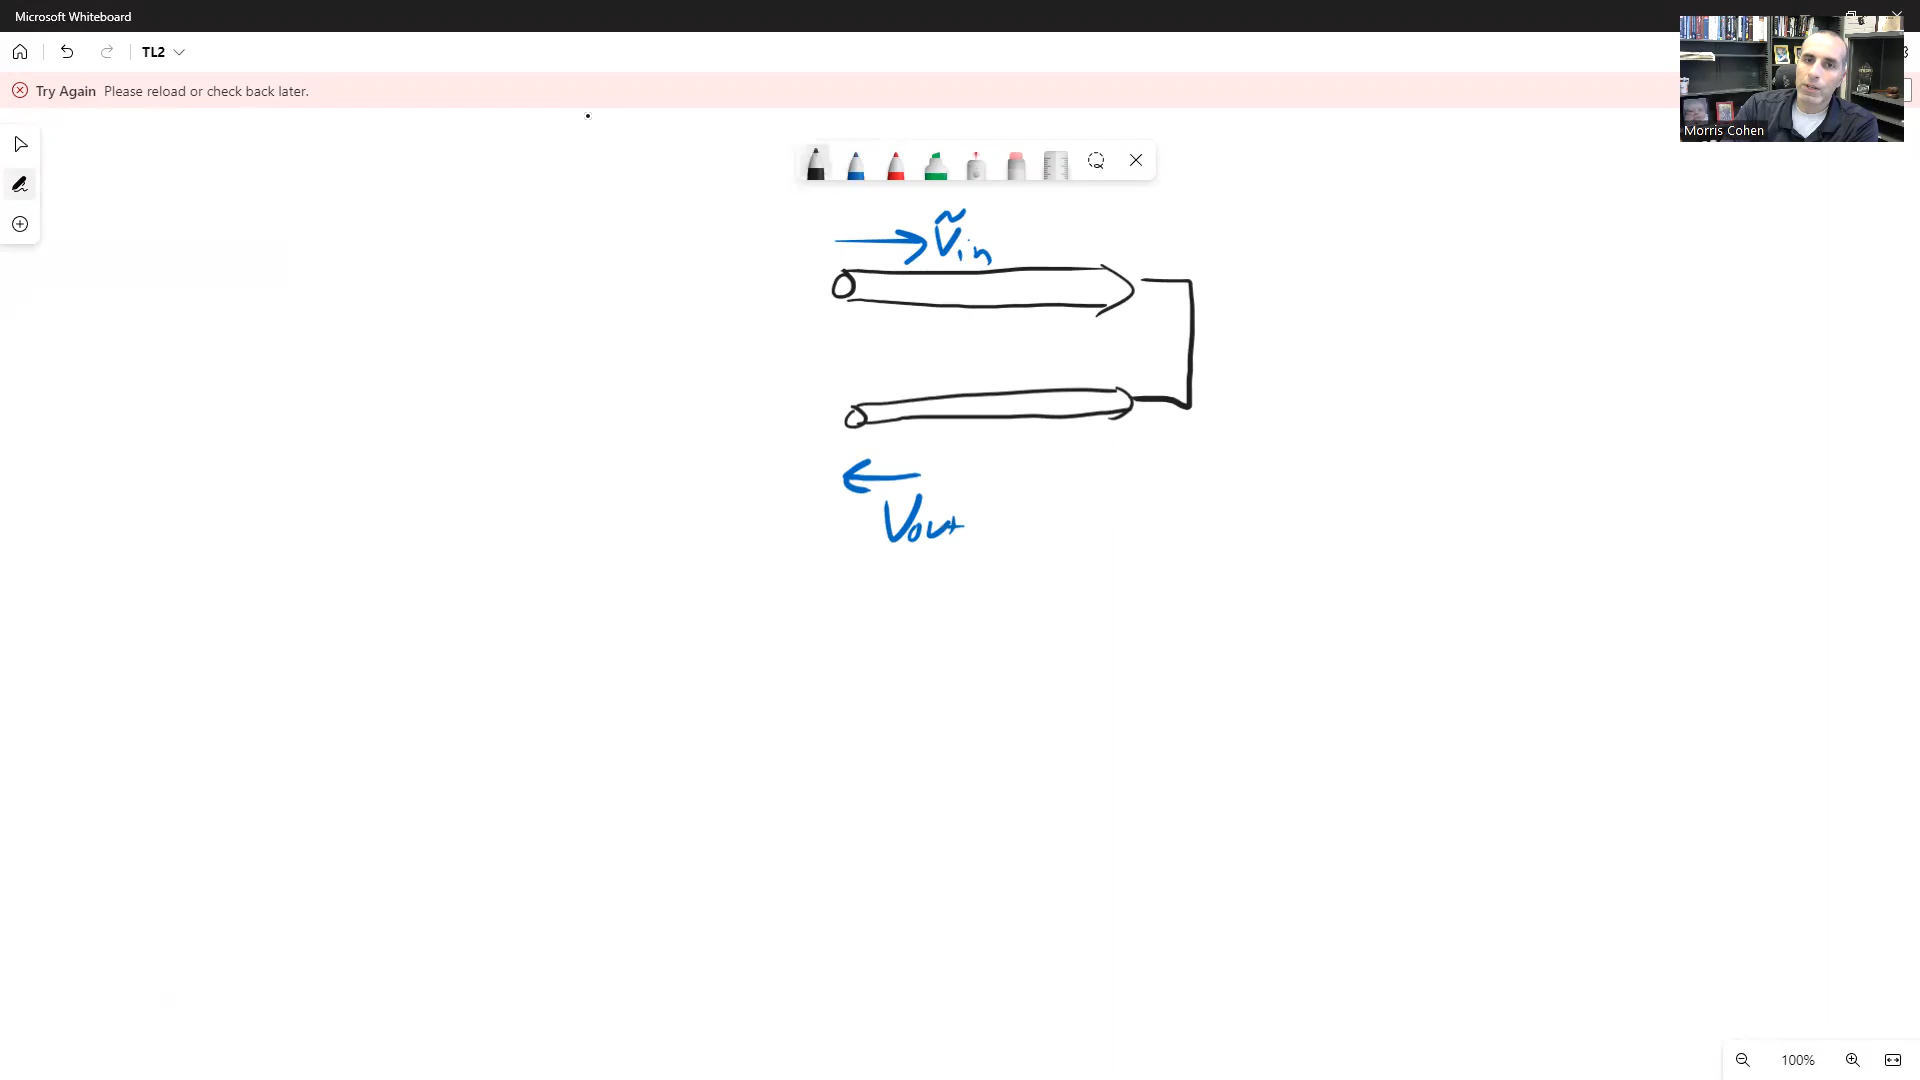 Microsoft Whiteboard
TL2
Try Again Please reload or check back later.
Morris Cohen
Ṽin
Vout
100%